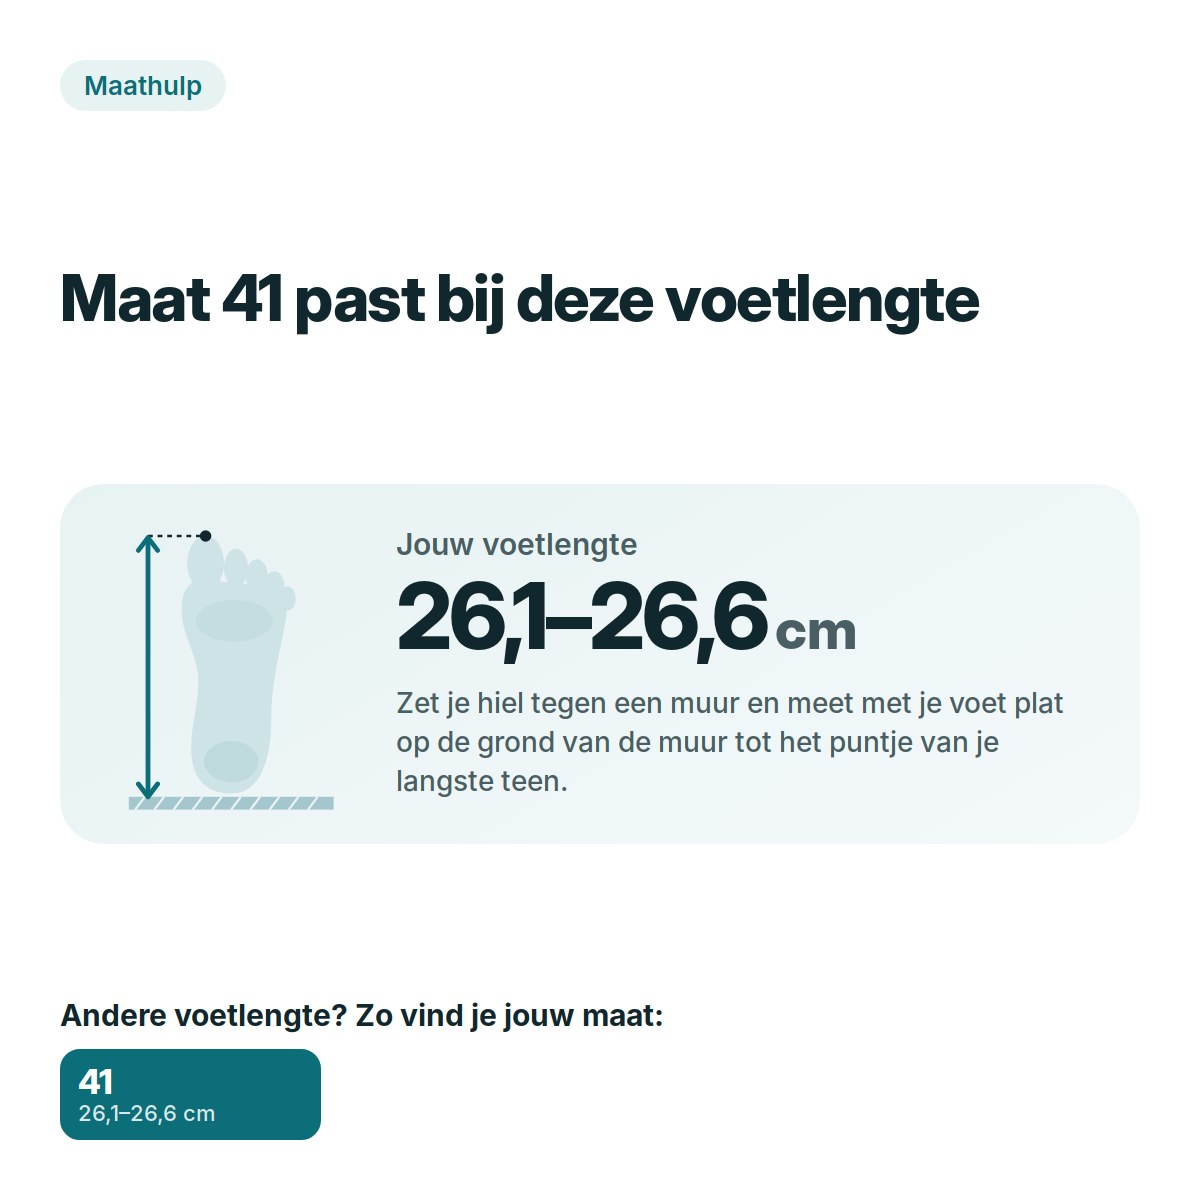 Maathulp
Maat 41 past bij deze voetlengte
Jouw voetlengte
26,1–26,6 cm
Zet je hiel tegen een muur en meet met je voet plat
op de grond van de muur tot het puntje van je
langste teen.
Andere voetlengte? Zo vind je jouw maat:
41
26,1–26,6 cm